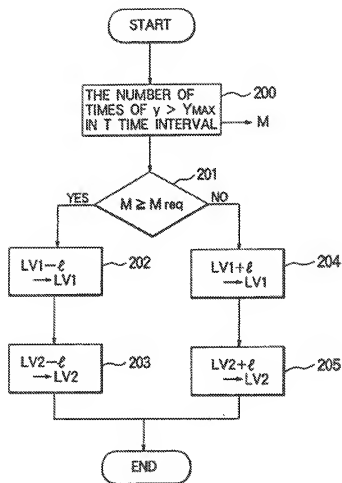 START
THE NUMBER OF
TIMES OF y > YMAX
IN T TIME INTERVAL → M
200
201
M ≧ M req
YES
NO
LV1−ℓ
→ LV1
202
LV1+ℓ
→ LV1
204
LV2−ℓ
→ LV2
203
LV2+ℓ
→ LV2
205
END